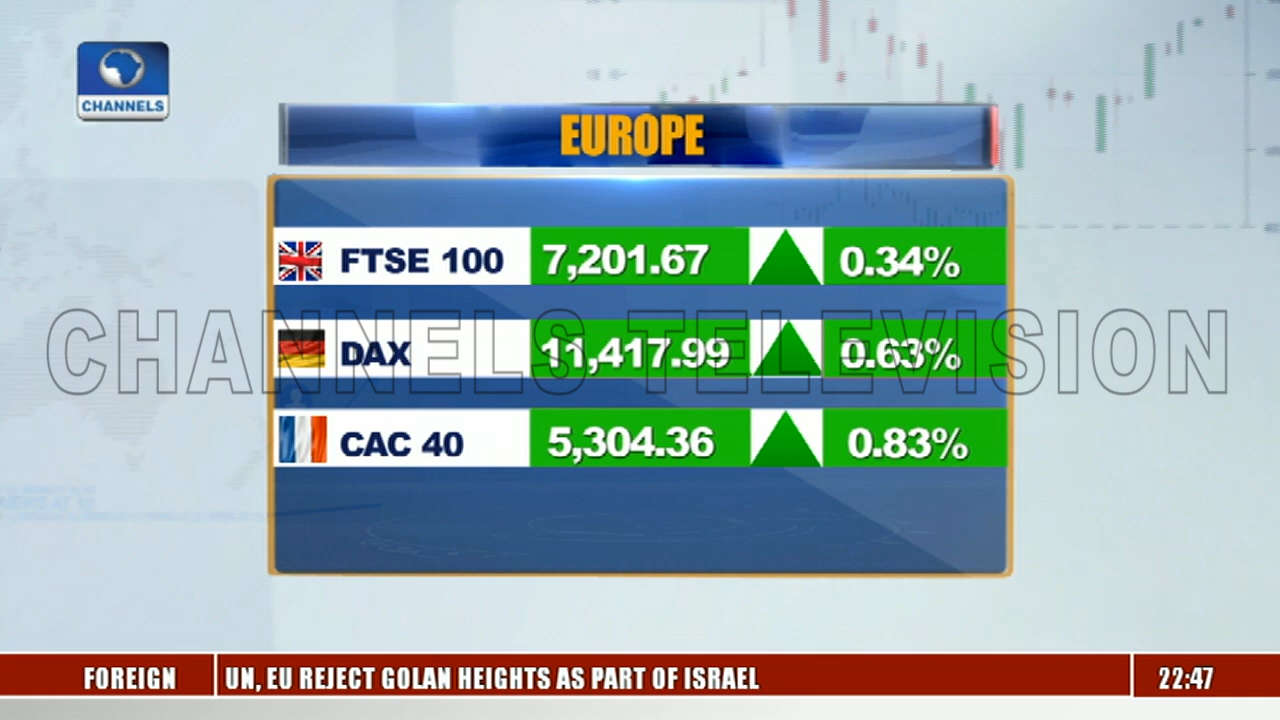 CHANNELS
EUROPE
FTSE 100 7,201.67 0.34%
CHANNELS TELEVISION
DAX 11,417.99 0.63%
CAC 40 5,304.36 0.83%
FOREIGN UN, EU REJECT GOLAN HEIGHTS AS PART OF ISRAEL 22:47